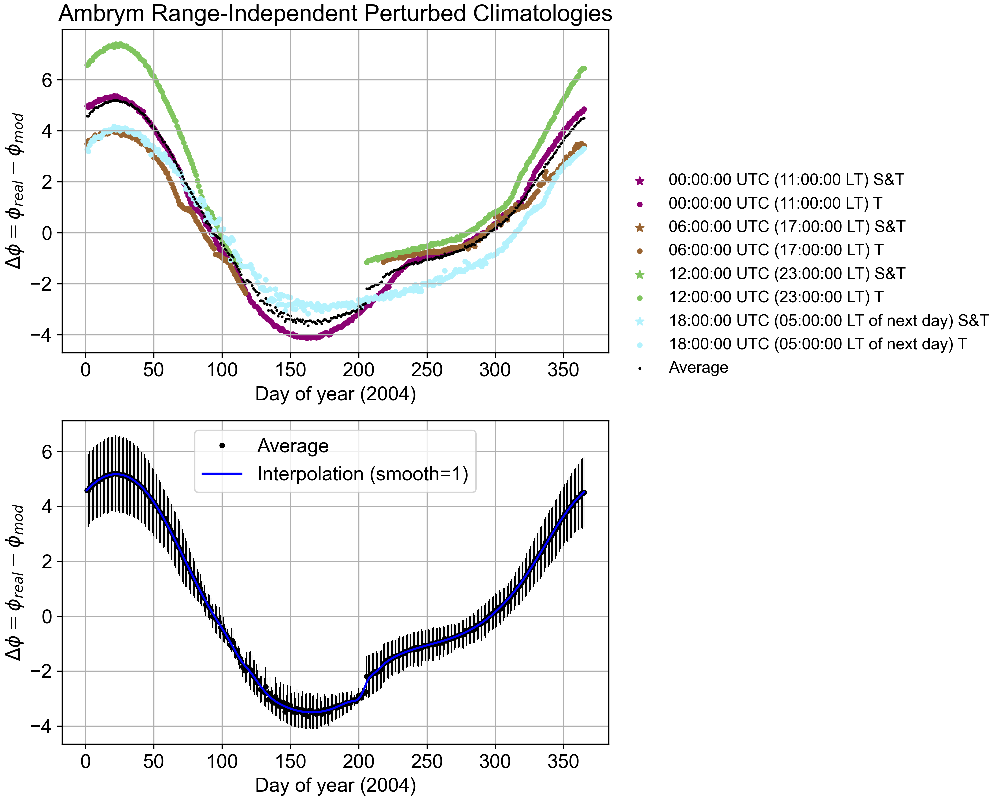 Ambrym Range-Independent Perturbed Climatologies
Δϕ = ϕreal − ϕmod
6
4
2
0
−2
−4
0 50 100 150 200 250 300 350
Day of year (2004)
00:00:00 UTC (11:00:00 LT) S&T
00:00:00 UTC (11:00:00 LT) T
06:00:00 UTC (17:00:00 LT) S&T
06:00:00 UTC (17:00:00 LT) T
12:00:00 UTC (23:00:00 LT) S&T
12:00:00 UTC (23:00:00 LT) T
18:00:00 UTC (05:00:00 LT of next day) S&T
18:00:00 UTC (05:00:00 LT of next day) T
Average
Δϕ = ϕreal − ϕmod
6
4
2
0
−2
−4
Average
Interpolation (smooth=1)
0 50 100 150 200 250 300 350
Day of year (2004)